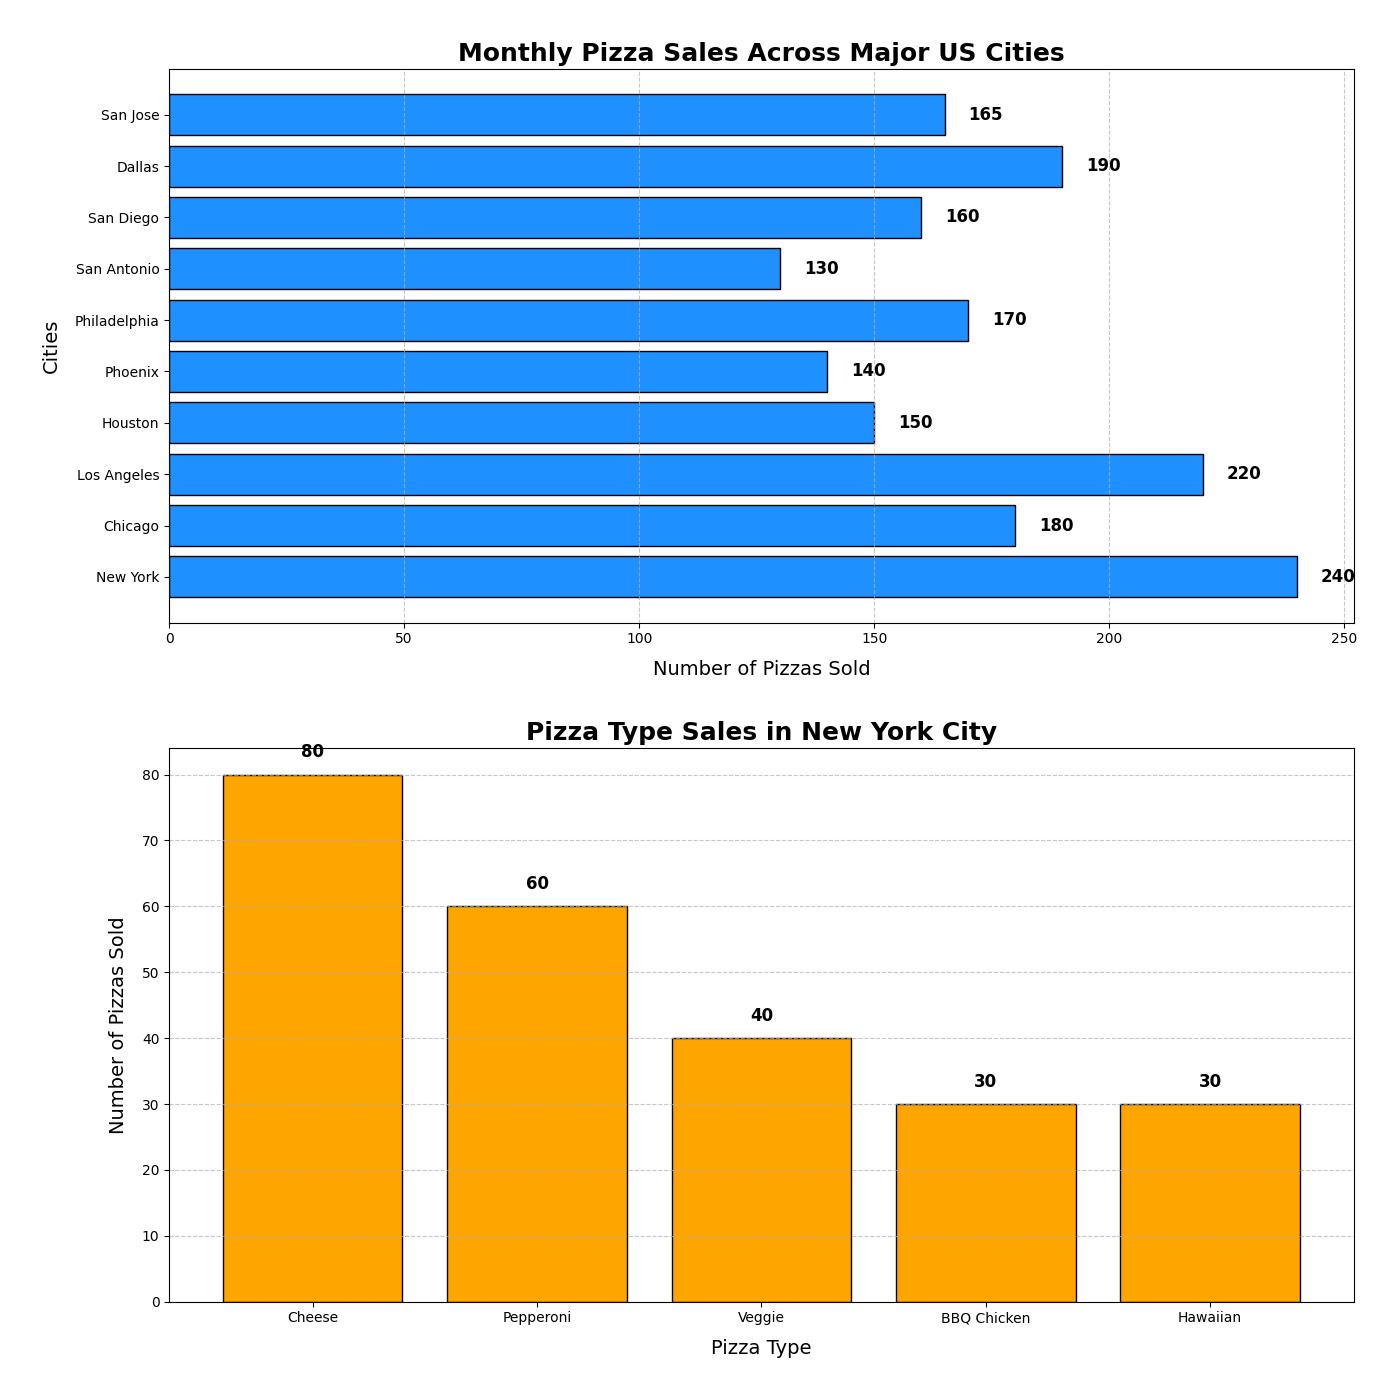 Monthly Pizza Sales Across Major US Cities
San Jose 165
Dallas 190
San Diego 160
San Antonio 130
Philadelphia 170
Cities
Phoenix 140
Houston 150
Los Angeles 220
Chicago 180
New York 240
0 50 100 150 200 250
Number of Pizzas Sold
Pizza Type Sales in New York City
80
80
70
60
60
50
40
40
30
30 30
20
10
0
Number of Pizzas Sold
Cheese Pepperoni Veggie BBQ Chicken Hawaiian
Pizza Type